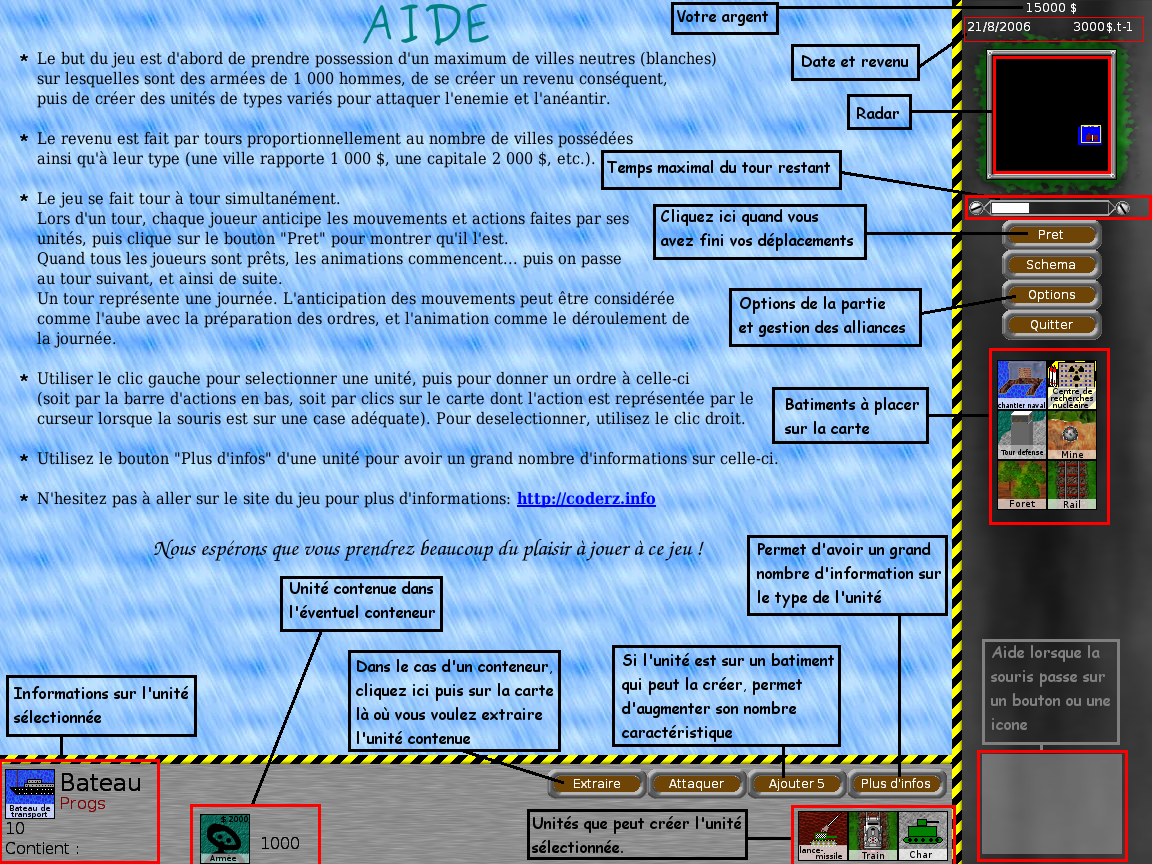 AIDE
* Le but du jeu est d'abord de prendre possession d'un maximum de villes neutres (blanches)
sur lesquelles sont des armées de 1 000 hommes, de se créer un revenu conséquent,
puis de créer des unités de types variés pour attaquer l'enemie et l'anéantir.
* Le revenu est fait par tours proportionnellement au nombre de villes possédées
ainsi qu'à leur type (une ville rapporte 1 000 $, une capitale 2 000 $, etc.).
* Le jeu se fait tour à tour simultanément.
Lors d'un tour, chaque joueur anticipe les mouvements et actions faites par ses
unités, puis clique sur le bouton "Pret" pour montrer qu'il l'est.
Quand tous les joueurs sont prêts, les animations commencent... puis on passe
au tour suivant, et ainsi de suite.
Un tour représente une journée. L'anticipation des mouvements peut être considérée
comme l'aube avec la préparation des ordres, et l'animation comme le déroulement de
la journée.
* Utiliser le clic gauche pour selectionner une unité, puis pour donner un ordre à celle-ci
(soit par la barre d'actions en bas, soit par clics sur le carte dont l'action est représentée par le
curseur lorsque la souris est sur une case adéquate). Pour deselectionner, utilisez le clic droit.
* Utilisez le bouton "Plus d'infos" d'une unité pour avoir un grand nombre d'informations sur celle-ci.
* N'hesitez pas à aller sur le site du jeu pour plus d'informations: http://coderz.info
Nous espérons que vous prendrez beaucoup du plaisir à jouer à ce jeu !
Votre argent
15000 $
21/8/2006
3000$.t-1
Date et revenu
Radar
Temps maximal du tour restant
Cliquez ici quand vous
avez fini vos déplacements
Pret
Schema
Options
Quitter
Options de la partie
et gestion des alliances
Batiments à placer
sur la carte
chantier naval
Centre de
recherches
nucléaire
Tour défense
Mine
Foret
Rail
Permet d'avoir un grand
nombre d'information sur
le type de l'unité
Unité contenue dans
l'éventuel conteneur
Dans le cas d'un conteneur,
cliquez ici puis sur la carte
là où vous voulez extraire
l'unité contenue
Si l'unité est sur un batiment
qui peut la créer, permet
d'augmenter son nombre
caractéristique
Aide lorsque la
souris passe sur
un bouton ou une
icone
Informations sur l'unité
sélectionnée
Bateau de
transport
Bateau
Progs
10
Contient :
$ 2000
Armée
1000
Extraire
Attaquer
Ajouter 5
Plus d'infos
Unités que peut créer l'unité
sélectionnée.
lance-
missile
Train
Char